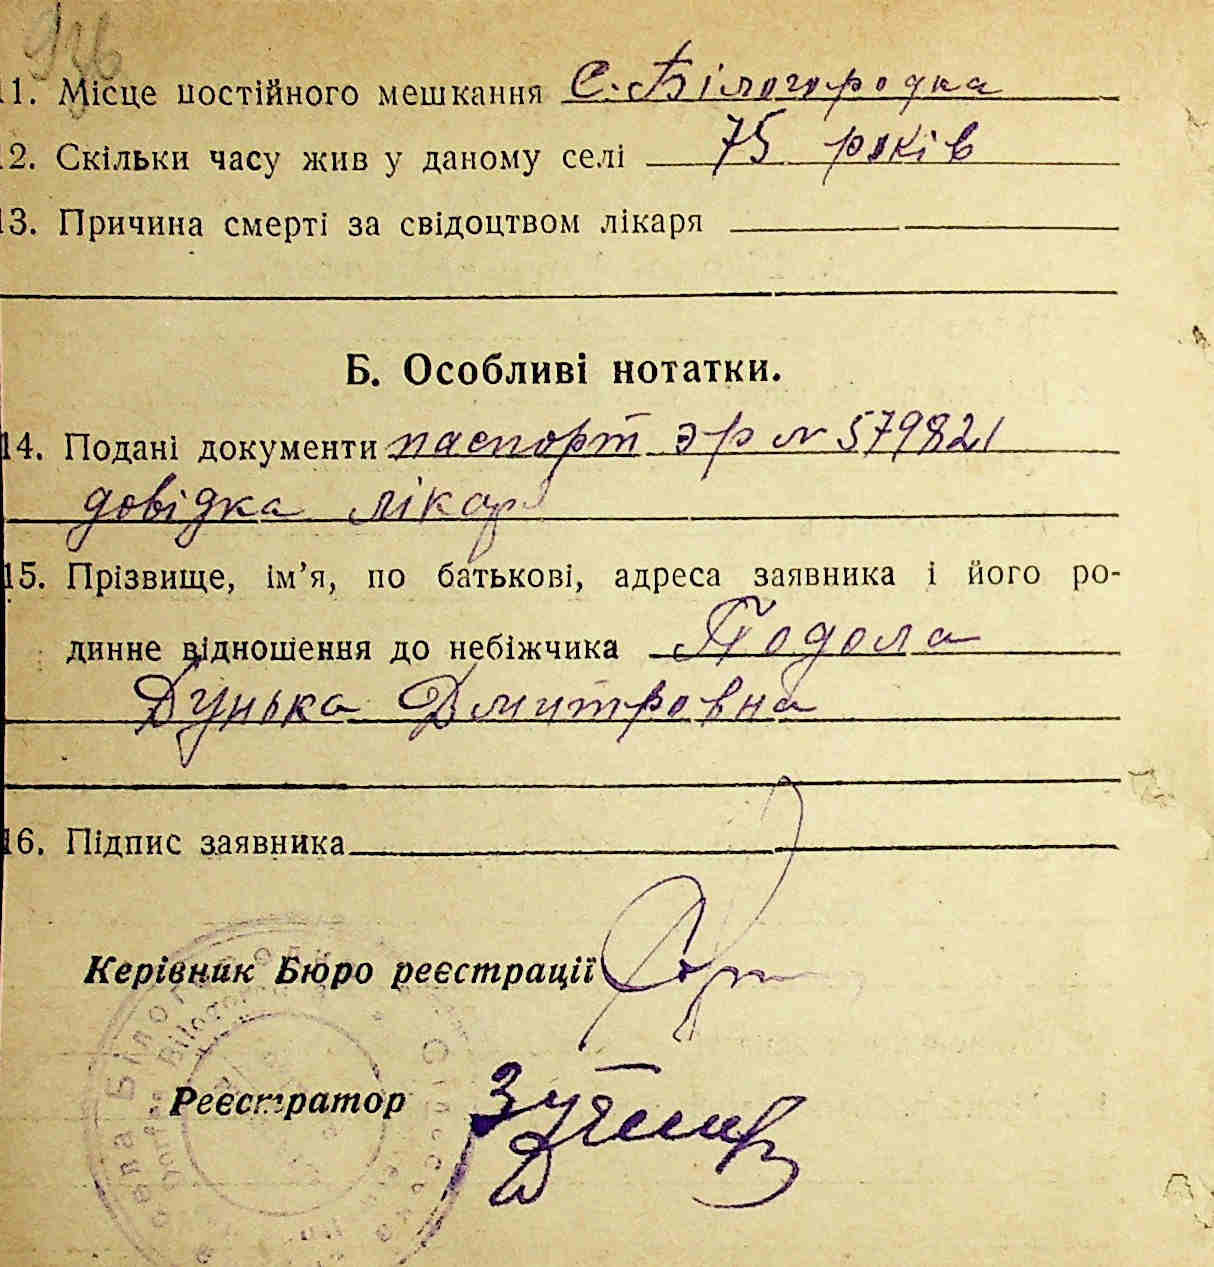 926
11. Місце постійного мешкання С. Білогородка
12. Скільки часу жив у даному селі 75 років
13. Причина смерті за свідоцтвом лікаря
Б. Особливі нотатки.
14. Подані документи паспорт эр № 579821
довідка лікар
15. Прізвище, ім’я, по батькові, адреса заявника і його ро-
динне відношення до небіжчика Подола
Дунька Дмитровна
16. Підпис заявника
Керівник Бюро реєстрації
Реєстратор